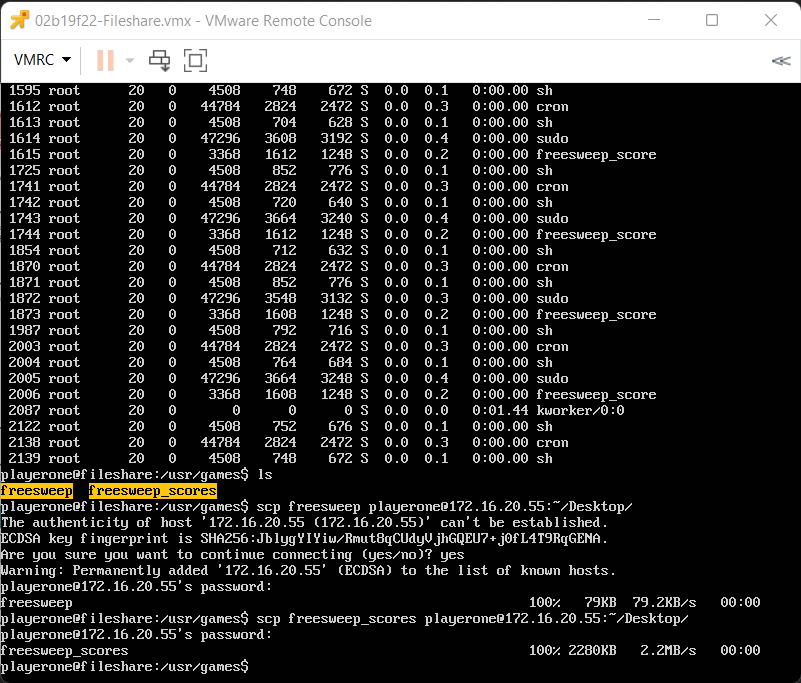 02b19f22-Fileshare.vmx - VMware Remote Console
VMRC
1595 root 20 0 4508 748 672 S 0.0 0.1 0:00.00 sh
1612 root 20 0 44784 2824 2472 S 0.0 0.3 0:00.00 cron
1613 root 20 0 4508 704 628 S 0.0 0.1 0:00.00 sh
1614 root 20 0 47296 3608 3192 S 0.0 0.4 0:00.00 sudo
1615 root 20 0 3368 1612 1248 S 0.0 0.2 0:00.00 freesweep_score
1725 root 20 0 4508 852 776 S 0.0 0.1 0:00.00 sh
1741 root 20 0 44784 2824 2472 S 0.0 0.3 0:00.00 cron
1742 root 20 0 4508 720 640 S 0.0 0.1 0:00.00 sh
1743 root 20 0 47296 3664 3240 S 0.0 0.4 0:00.00 sudo
1744 root 20 0 3368 1612 1248 S 0.0 0.2 0:00.00 freesweep_score
1854 root 20 0 4508 712 632 S 0.0 0.1 0:00.00 sh
1870 root 20 0 44784 2824 2472 S 0.0 0.3 0:00.00 cron
1871 root 20 0 4508 852 776 S 0.0 0.1 0:00.00 sh
1872 root 20 0 47296 3548 3132 S 0.0 0.3 0:00.00 sudo
1873 root 20 0 3368 1608 1248 S 0.0 0.2 0:00.00 freesweep_score
1987 root 20 0 4508 792 716 S 0.0 0.1 0:00.00 sh
2003 root 20 0 44784 2824 2472 S 0.0 0.3 0:00.00 cron
2004 root 20 0 4508 764 684 S 0.0 0.1 0:00.00 sh
2005 root 20 0 47296 3664 3248 S 0.0 0.4 0:00.00 sudo
2006 root 20 0 3368 1608 1248 S 0.0 0.2 0:00.00 freesweep_score
2087 root 20 0 0 0 0 S 0.0 0.0 0:01.44 kworker/0:0
2122 root 20 0 4508 752 676 S 0.0 0.1 0:00.00 sh
2138 root 20 0 44784 2824 2472 S 0.0 0.3 0:00.00 cron
2139 root 20 0 4508 748 672 S 0.0 0.1 0:00.00 sh
playerone@fileshare:/usr/games$ ls
freesweep freesweep_scores
playerone@fileshare:/usr/games$ scp freesweep playerone@172.16.20.55:~/Desktop/
The authenticity of host '172.16.20.55 (172.16.20.55)' can't be established.
ECDSA key fingerprint is SHA256:JblygYIYiw/Rmut8qCUdyVjhGQEU7+j0fL4T9RqGENA.
Are you sure you want to continue connecting (yes/no)? yes
Warning: Permanently added '172.16.20.55' (ECDSA) to the list of known hosts.
playerone@172.16.20.55's password:
freesweep 100% 79KB 79.2KB/s 00:00
playerone@fileshare:/usr/games$ scp freesweep_scores playerone@172.16.20.55:~/Desktop/
playerone@172.16.20.55's password:
freesweep_scores 100% 2280KB 2.2MB/s 00:00
playerone@fileshare:/usr/games$